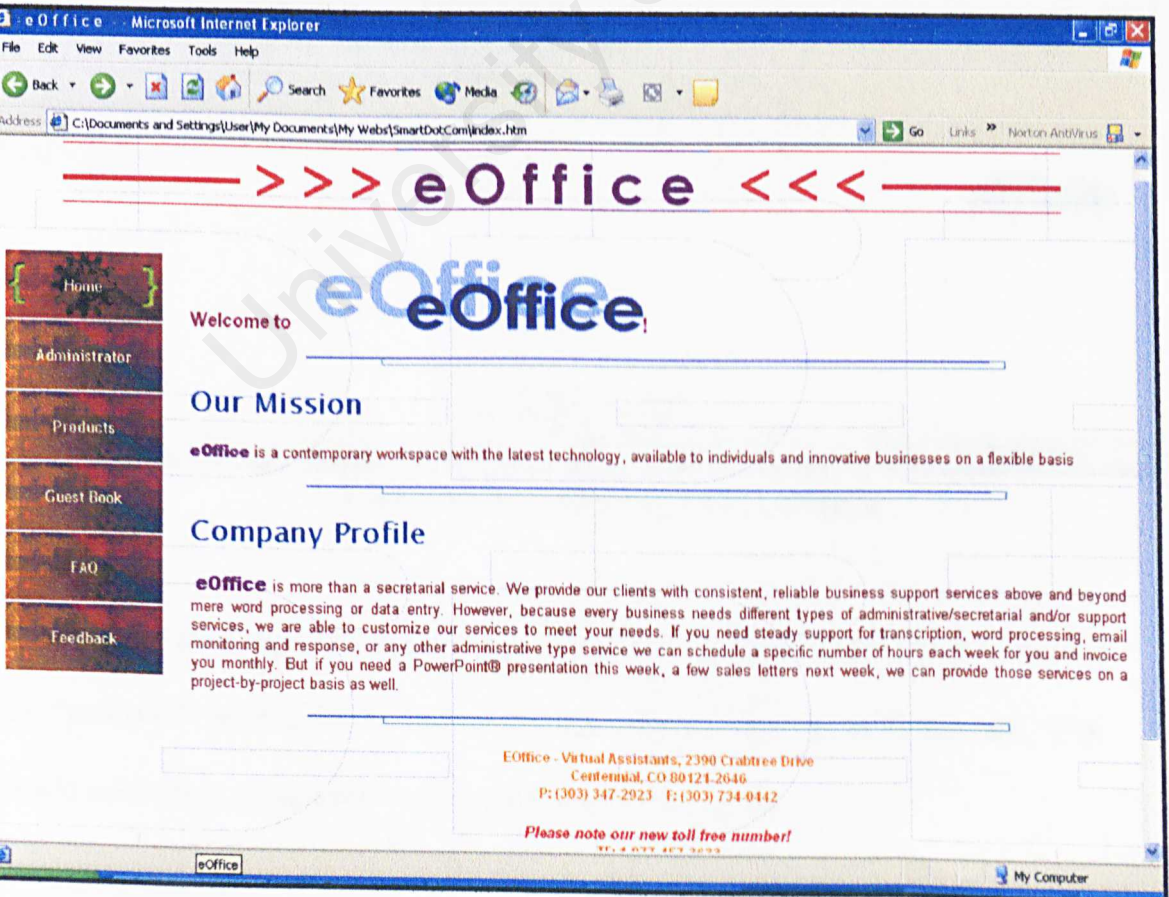 eOffice - Microsoft Internet Explorer
File Edit View Favorites Tools Help
Back Search Favorites Media
Address C:\Documents and Settings\User\My Documents\My Webs\SmartDotCom\index.htm Go Links » Norton AntiVirus
>>> eOffice <<<
Home
Administrator
Products
Guest Book
FAQ
Feedback
eOffice
Welcome to eOffice!
Our Mission
eOffice is a contemporary workspace with the latest technology, available to individuals and innovative businesses on a flexible basis
Company Profile
eOffice is more than a secretarial service. We provide our clients with consistent, reliable business support services above and beyond
mere word processing or data entry. However, because every business needs different types of administrative/secretarial and/or support
services, we are able to customize our services to meet your needs. If you need steady support for transcription, word processing, email
monitoring and response, or any other administrative type service we can schedule a specific number of hours each week for you and invoice
you monthly. But if you need a PowerPoint® presentation this week, a few sales letters next week, we can provide those services on a
project-by-project basis as well.
EOffice - Virtual Assistants, 2390 Crabtree Drive
Centennial, CO 80121-2646
P: (303) 347-2923 F: (303) 734-0442
Please note our new toll free number!
eOffice
My Computer
University